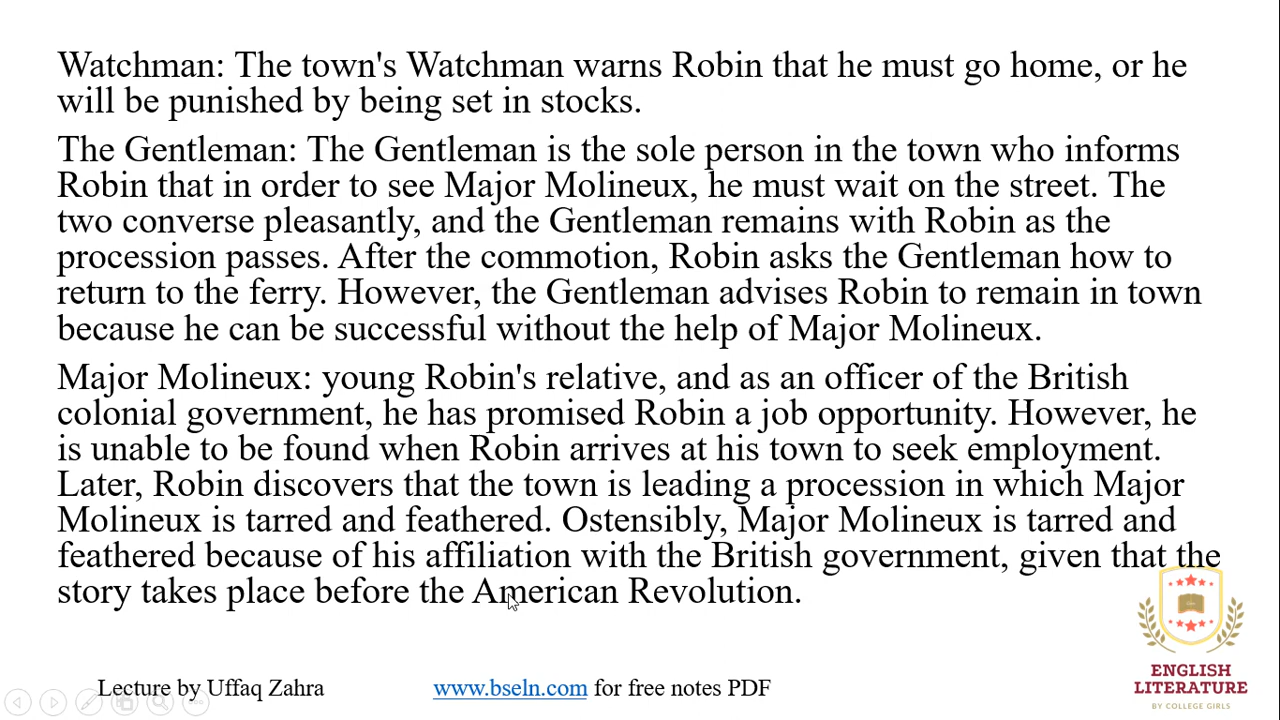 Watchman: The town's Watchman warns Robin that he must go home, or he
will be punished by being set in stocks.
The Gentleman: The Gentleman is the sole person in the town who informs
Robin that in order to see Major Molineux, he must wait on the street. The
two converse pleasantly, and the Gentleman remains with Robin as the
procession passes. After the commotion, Robin asks the Gentleman how to
return to the ferry. However, the Gentleman advises Robin to remain in town
because he can be successful without the help of Major Molineux.
Major Molineux: young Robin's relative, and as an officer of the British
colonial government, he has promised Robin a job opportunity. However, he
is unable to be found when Robin arrives at his town to seek employment.
Later, Robin discovers that the town is leading a procession in which Major
Molineux is tarred and feathered. Ostensibly, Major Molineux is tarred and
feathered because of his affiliation with the British government, given that the
story takes place before the American Revolution.
Lecture by Uffaq Zahra
www.bseln.com for free notes PDF
ENGLISH
LITERATURE
BY COLLEGE GIRLS